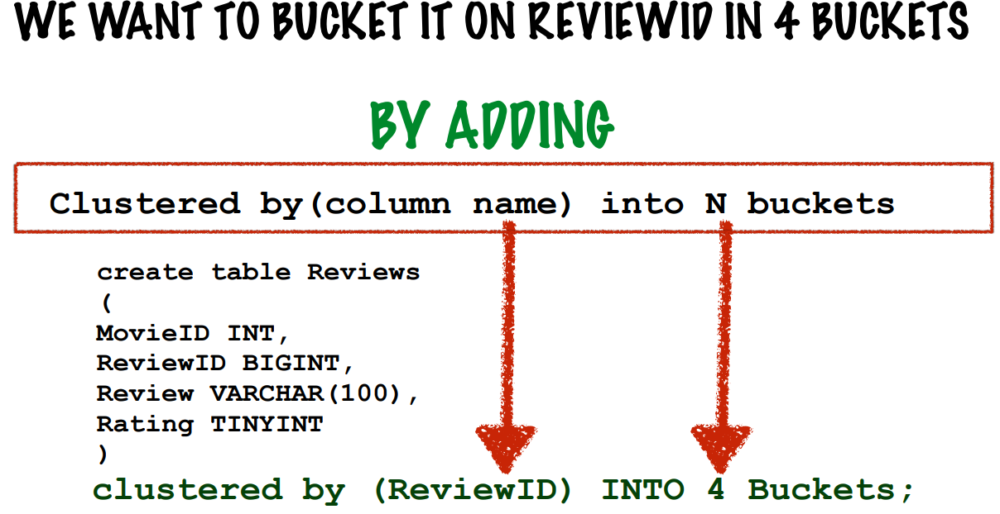 WE WANT TO BUCKET IT ON REVIEWID IN 4 BUCKETS
BY ADDING
Clustered by(column name) into N buckets
create table Reviews
(
MovieID INT,
ReviewID BIGINT,
Review VARCHAR(100),
Rating TINYINT
)
clustered by (ReviewID) INTO 4 Buckets;